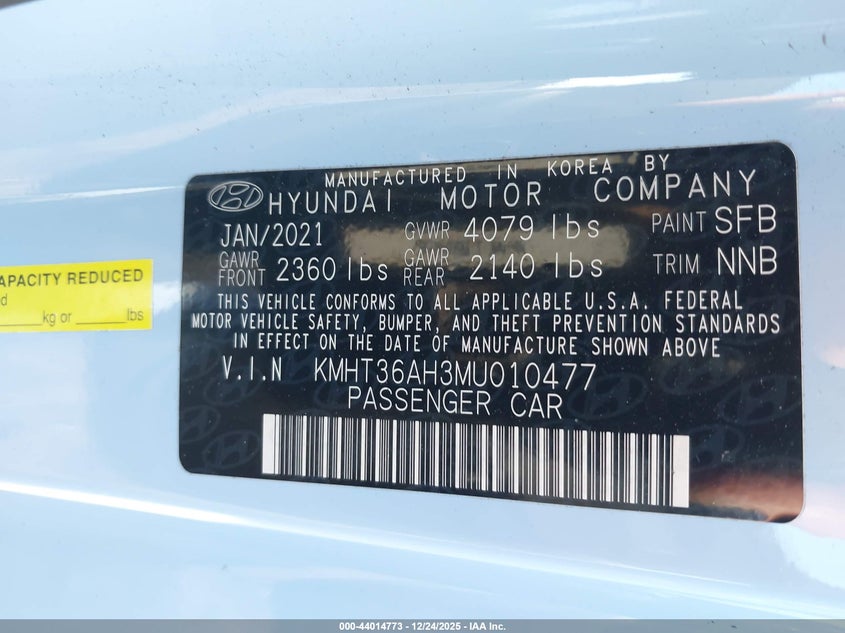 MANUFACTURED IN KOREA BY
HYUNDAI MOTOR COMPANY
JAN/2021 GVWR 4079 lbs PAINT SFB
GAWR FRONT 2360 lbs GAWR REAR 2140 lbs TRIM NNB
THIS VEHICLE CONFORMS TO ALL APPLICABLE U.S.A. FEDERAL
MOTOR VEHICLE SAFETY, BUMPER, AND THEFT PREVENTION STANDARDS
IN EFFECT ON THE DATE OF MANUFACTURE SHOWN ABOVE
V.I.N KMHT36AH3MU010477
PASSENGER CAR
CAPACITY REDUCED
kg or ______lbs
000-44014773 - 12/24/2025 - IAA Inc.